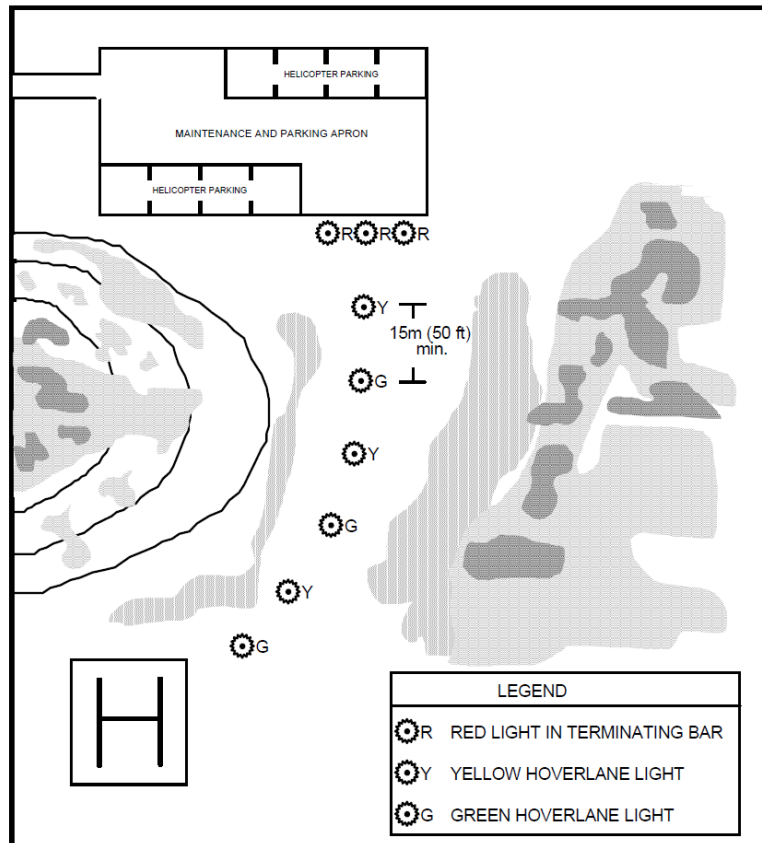 HELICOPTER PARKING
MAINTENANCE AND PARKING APRON
HELICOPTER PARKING
R R R
Y
15m (50 ft)
min.
G
Y
G
Y
G
H
LEGEND
R RED LIGHT IN TERMINATING BAR
Y YELLOW HOVERLANE LIGHT
G GREEN HOVERLANE LIGHT